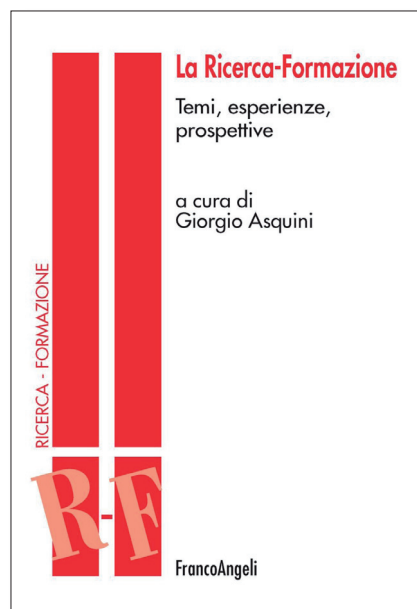 La Ricerca-Formazione
Temi, esperienze,
prospettive
a cura di
Giorgio Asquini
RICERCA - FORMAZIONE
R-F
FrancoAngeli